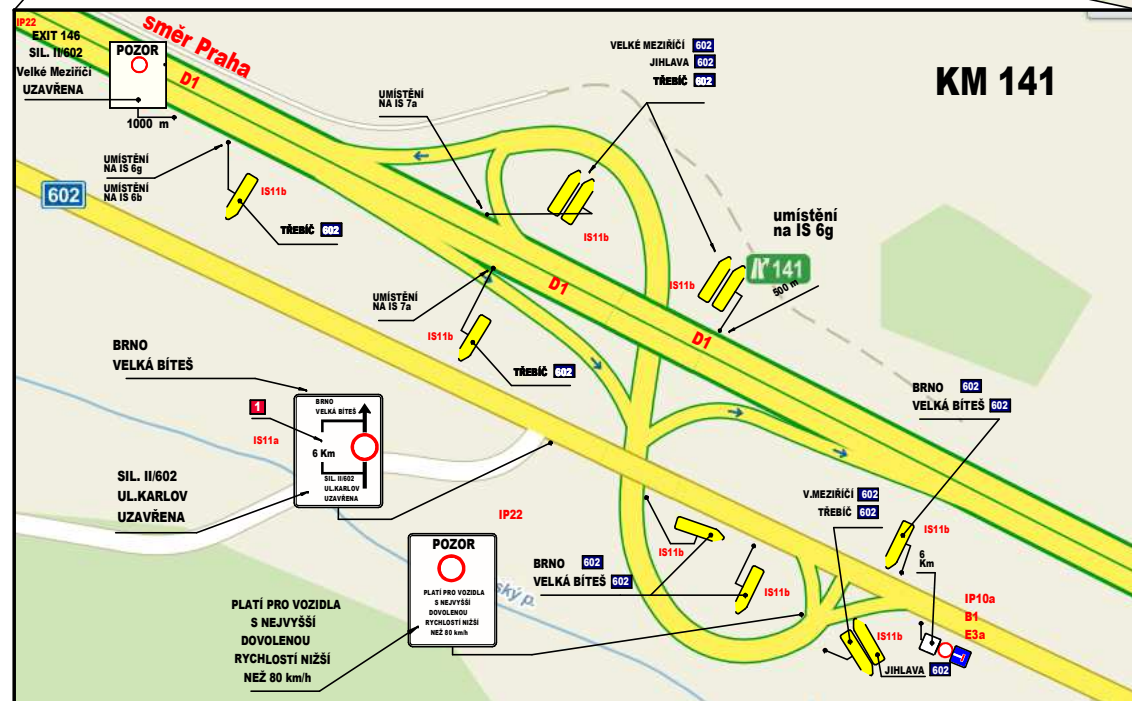 IP22
EXIT 146
SIL. II/602
Velké Meziříčí
UZAVŘENA
POZOR
1000 m
směr Praha
D1
KM 141
VELKÉ MEZIŘÍČÍ 602
JIHLAVA 602
TŘEBÍČ 602
UMÍSTĚNÍ
NA IS 7a
UMÍSTĚNÍ
NA IS 6g
UMÍSTĚNÍ
NA IS 6b
602
IS11b
TŘEBÍČ 602
IS11b
umístění
na IS 6g
141
500 m
IS11b
D1
D1
UMÍSTĚNÍ
NA IS 7a
IS11b
TŘEBÍČ 602
BRNO
VELKÁ BÍTEŠ
1
IS11a
BRNO
VELKÁ BÍTEŠ
6 Km
SIL. II/602
UL.KARLOV
UZAVŘENA
SIL. II/602
UL.KARLOV
UZAVŘENA
BRNO 602
VELKÁ BÍTEŠ 602
V.MEZIŘÍČÍ 602
TŘEBÍČ 602
IS11b
6
Km
IP22
POZOR
PLATÍ PRO VOZIDLA
S NEJVYŠŠÍ
DOVOLENOU
RYCHLOSTÍ NIŽŠÍ
NEŽ 80 km/h
ský p.
PLATÍ PRO VOZIDLA
S NEJVYŠŠÍ
DOVOLENOU
RYCHLOSTÍ NIŽŠÍ
NEŽ 80 km/h
BRNO 602
VELKÁ BÍTEŠ 602
IS11b
IS11b
IS11b
JIHLAVA 602
IP10a
B1
E3a